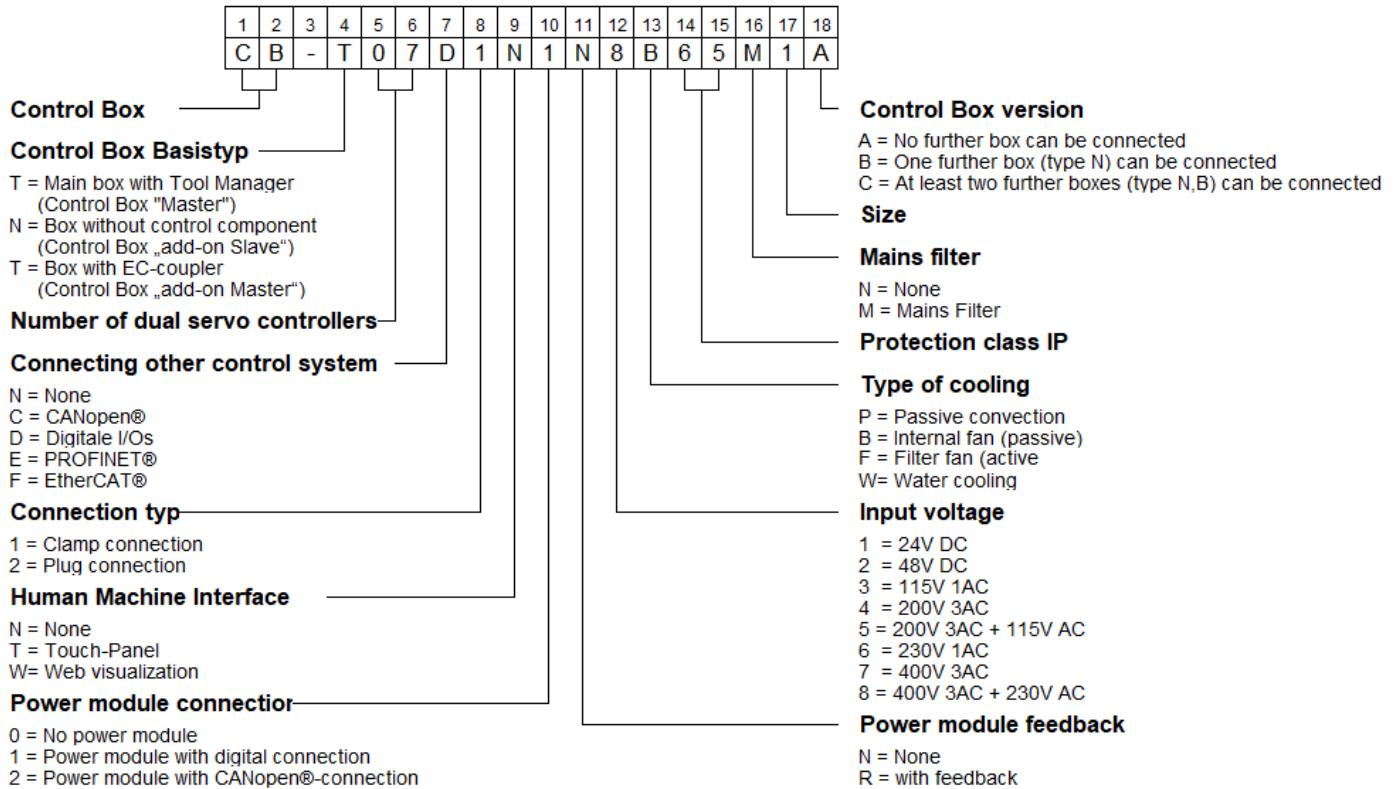 1 2 3 4 5 6 7 8 9 10 11 12 13 14 15 16 17 18
C B - T 0 7 D 1 N 1 N 8 B 6 5 M 1 A
Control Box
Control Box Basistyp
T = Main box with Tool Manager
(Control Box "Master")
N = Box without control component
(Control Box „add-on Slave“)
T = Box with EC-coupler
(Control Box „add-on Master“)
Number of dual servo controllers
Connecting other control system
N = None
C = CANopen®
D = Digitale I/Os
E = PROFINET®
F = EtherCAT®
Connection typ
1 = Clamp connection
2 = Plug connection
Human Machine Interface
N = None
T = Touch-Panel
W= Web visualization
Power module connection
0 = No power module
1 = Power module with digital connection
2 = Power module with CANopen®-connection
Control Box version
A = No further box can be connected
B = One further box (type N) can be connected
C = At least two further boxes (type N,B) can be connected
Size
Mains filter
N = None
M = Mains Filter
Protection class IP
Type of cooling
P = Passive convection
B = Internal fan (passive)
F = Filter fan (active
W= Water cooling
Input voltage
1 = 24V DC
2 = 48V DC
3 = 115V 1AC
4 = 200V 3AC
5 = 200V 3AC + 115V AC
6 = 230V 1AC
7 = 400V 3AC
8 = 400V 3AC + 230V AC
Power module feedback
N = None
R = with feedback